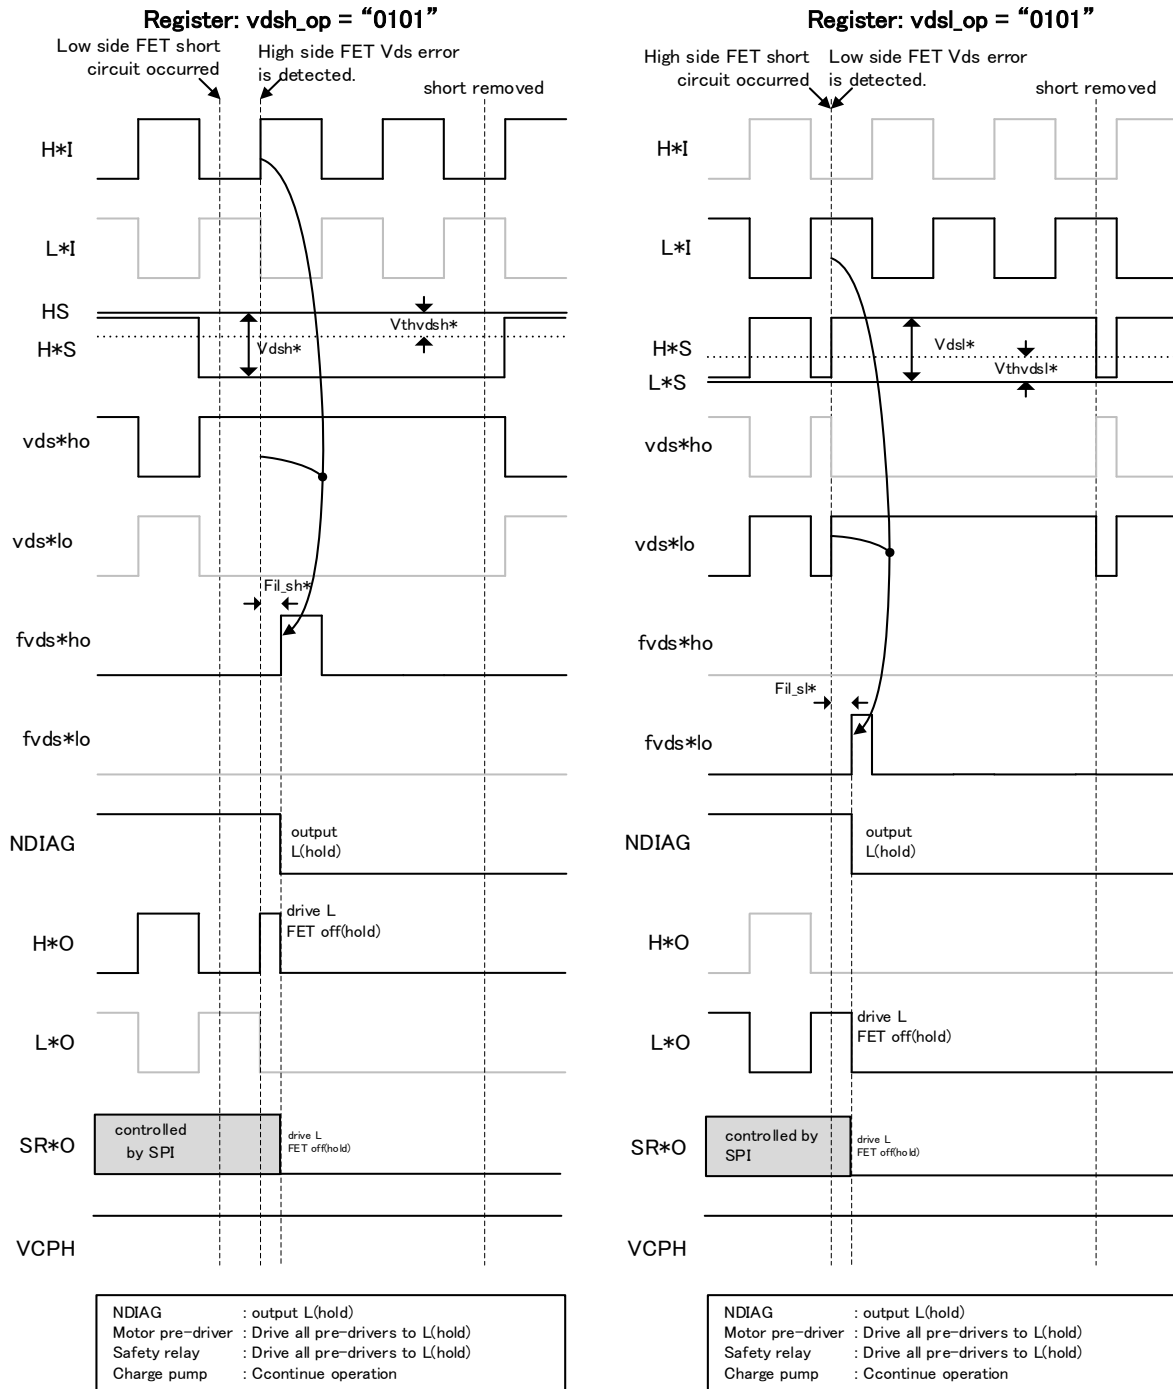 Register: vdsh_op = “0101”
Low side FET short
circuit occurred
High side FET Vds error
is detected.
short removed
H*I
L*I
HS
Vthvdsh*
H*S
Vdsh*
vds*ho
vds*lo
Fil_sh*
fvds*ho
fvds*lo
NDIAG
output
L(hold)
drive L
FET off(hold)
H*O
L*O
controlled
by SPI
SR*O
drive L
FET off(hold)
VCPH
NDIAG : output L(hold)
Motor pre-driver : Drive all pre-drivers to L(hold)
Safety relay : Drive all pre-drivers to L(hold)
Charge pump : Ccontinue operation
Register: vdsl_op = “0101”
High side FET short
circuit occurred
Low side FET Vds error
is detected.
short removed
H*I
L*I
H*S
Vdsl*
Vthvdsl*
L*S
vds*ho
vds*lo
fvds*ho
Fil_sl*
fvds*lo
NDIAG
output
L(hold)
H*O
drive L
FET off(hold)
L*O
controlled by
SPI
SR*O
drive L
FET off(hold)
VCPH
NDIAG : output L(hold)
Motor pre-driver : Drive all pre-drivers to L(hold)
Safety relay : Drive all pre-drivers to L(hold)
Charge pump : Ccontinue operation